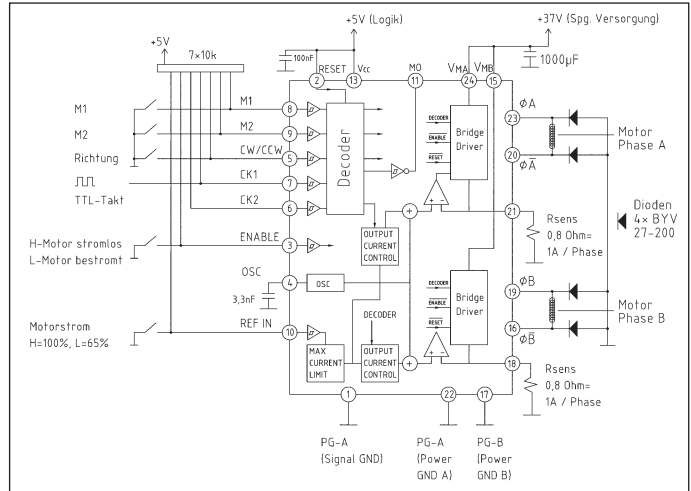 +5V (Logik)
+37V (Spg. Versorgung)
+5V
7×10k
100nF
1000µF
RESET
Vcc
MO
VMA
VMB
2
13
11
24
15
M1
8
M1
M2
9
M2
Richtung
5
CW/CCW
TTL-Takt
7
CK1
6
CK2
Decoder
DECODER
ENABLE
RESET
Bridge
Driver
23
ΦA
20
ΦA̅
Motor
Phase A
21
Rsens
0,8 Ohm=
1A / Phase
Dioden
4× BYV
27-200
H-Motor stromlos
L-Motor bestromt
ENABLE
3
OSC
4
OSC
3,3nF
OUTPUT
CURRENT
CONTROL
+
+ -
Motorstrom
H=100%, L=65%
REF IN
10
MAX
CURRENT
LIMIT
DECODER
OUTPUT
CURRENT
CONTROL
+
DECODER
ENABLE
RESET
+ -
Bridge
Driver
19
ΦB
16
ΦB̅
Motor
Phase B
18
Rsens
0,8 Ohm=
1A / Phase
1
22
17
PG-A
(Signal GND)
PG-A
(Power
GND A)
PG-B
(Power
GND B)